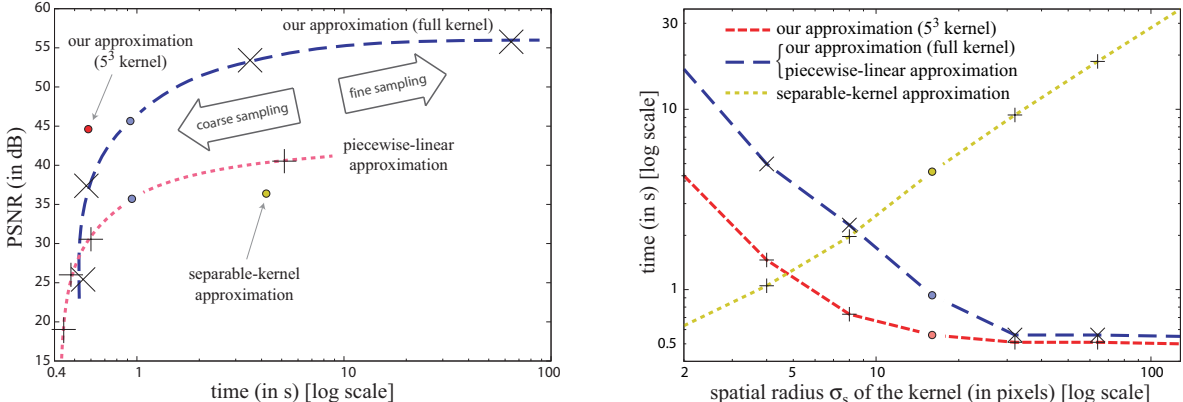 60
55
50
45
40
35
30
25
20
15
PSNR (in dB)
our approximation (full kernel)
our approximation
(5³ kernel)
fine sampling
coarse sampling
piecewise-linear
approximation
separable-kernel
approximation
0.4 1 10 100
time (in s) [log scale]
30
10
1
0.5
time (in s) [log scale]
our approximation (5³ kernel)
our approximation (full kernel)
piecewise-linear approximation
separable-kernel approximation
2 10 100
spatial radius σₛ of the kernel (in pixels) [log scale]